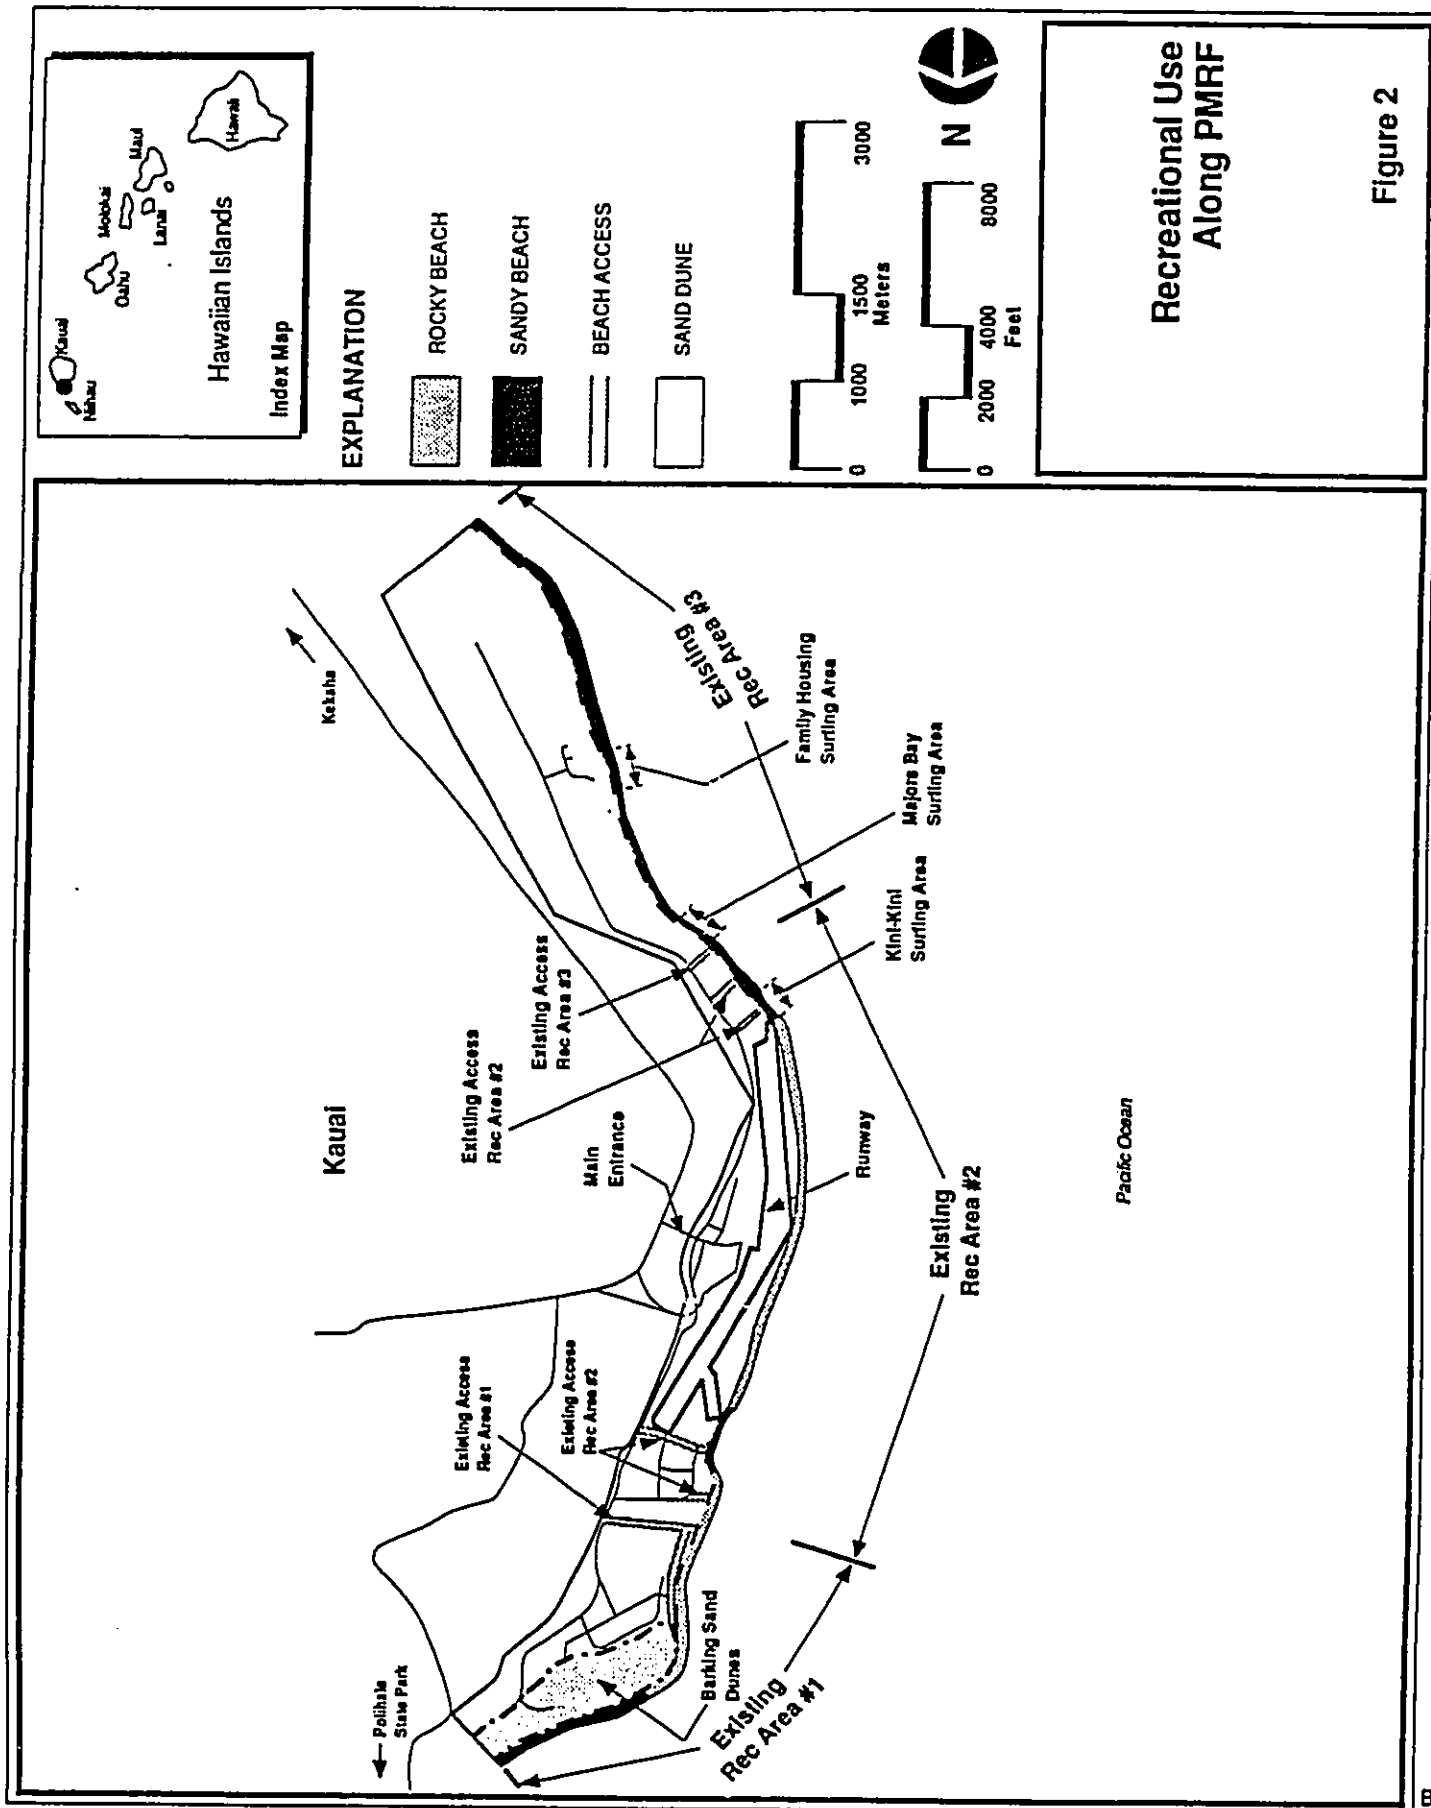 Kauai
Niihau
Oahu
Molokai
Lanai
Maui
Hawaii
Hawaiian Islands
Index Map
EXPLANATION
ROCKY BEACH
SANDY BEACH
BEACH ACCESS
SAND DUNE
0 1000 1500 3000
Meters
0 2000 4000 8000
Feet
N
Recreational Use
Along PMRF
Figure 2
Polihale
State Park
Kauai
Kekaha
Existing Access
Rec Area #1
Existing Access
Rec Area #2
Main
Entrance
Existing Access
Rec Area #2
Existing Access
Rec Area #3
Barking Sand
Dunes
Existing
Rec Area #1
Runway
Existing
Rec Area #2
Kini-Kini
Surfing Area
Majors Bay
Surfing Area
Family Housing
Surfing Area
Existing
Rec Area #3
Pacific Ocean